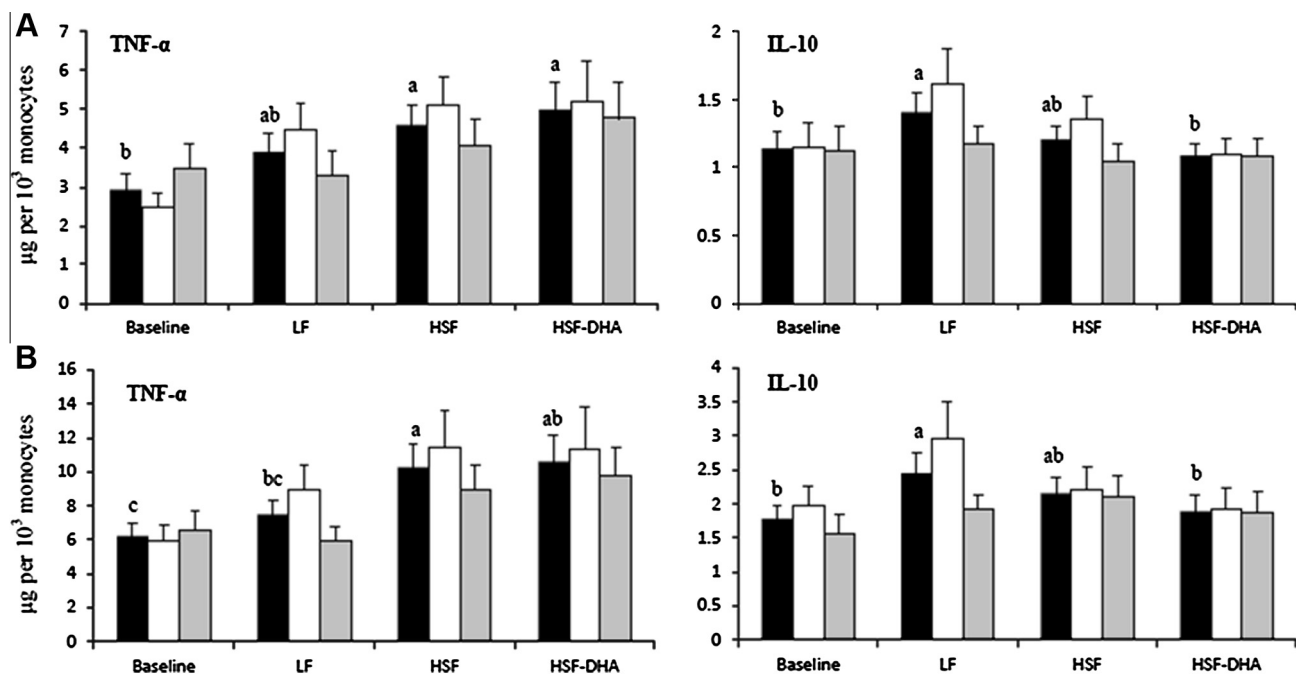 A
TNF-α
µg per 10³ monocytes
7
6
5
4
3
2
1
0
b
ab
a
a
Baseline LF HSF HSF-DHA
IL-10
2
1.5
1
0.5
0
b
a
ab
b
Baseline LF HSF HSF-DHA
B
TNF-α
µg per 10³ monocytes
16
14
12
10
8
6
4
2
0
c
bc
a
ab
Baseline LF HSF HSF-DHA
IL-10
4
3.5
3
2.5
2
1.5
1
0.5
0
b
a
ab
b
Baseline LF HSF HSF-DHA